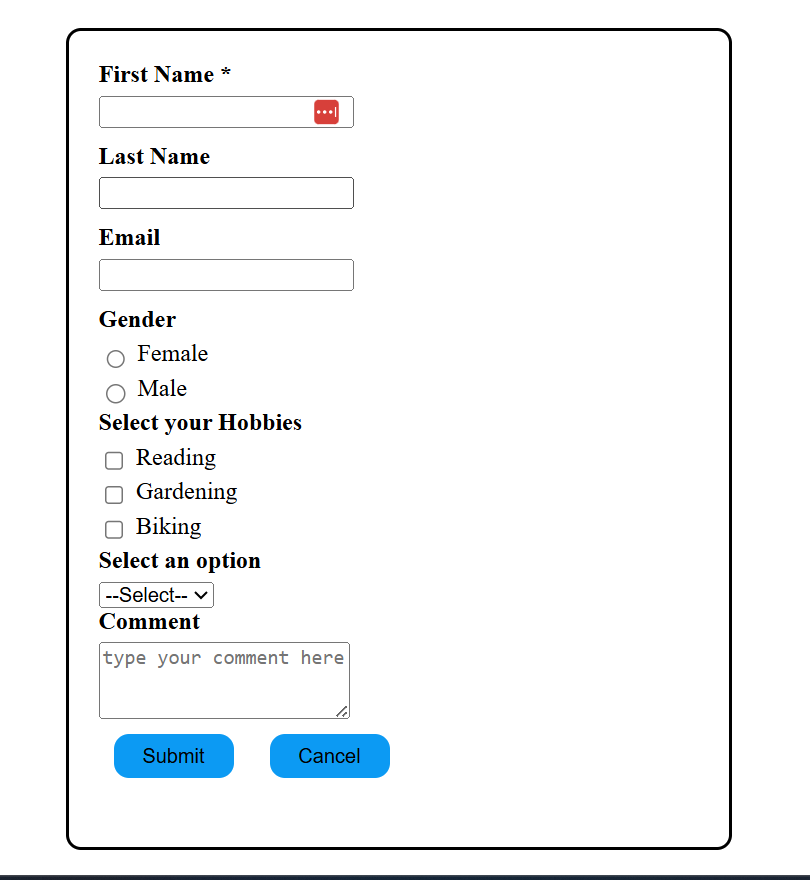 First Name *
Last Name
Email
Gender
Female
Male
Select your Hobbies
Reading
Gardening
Biking
Select an option
--Select--
Comment
type your comment here
Submit Cancel